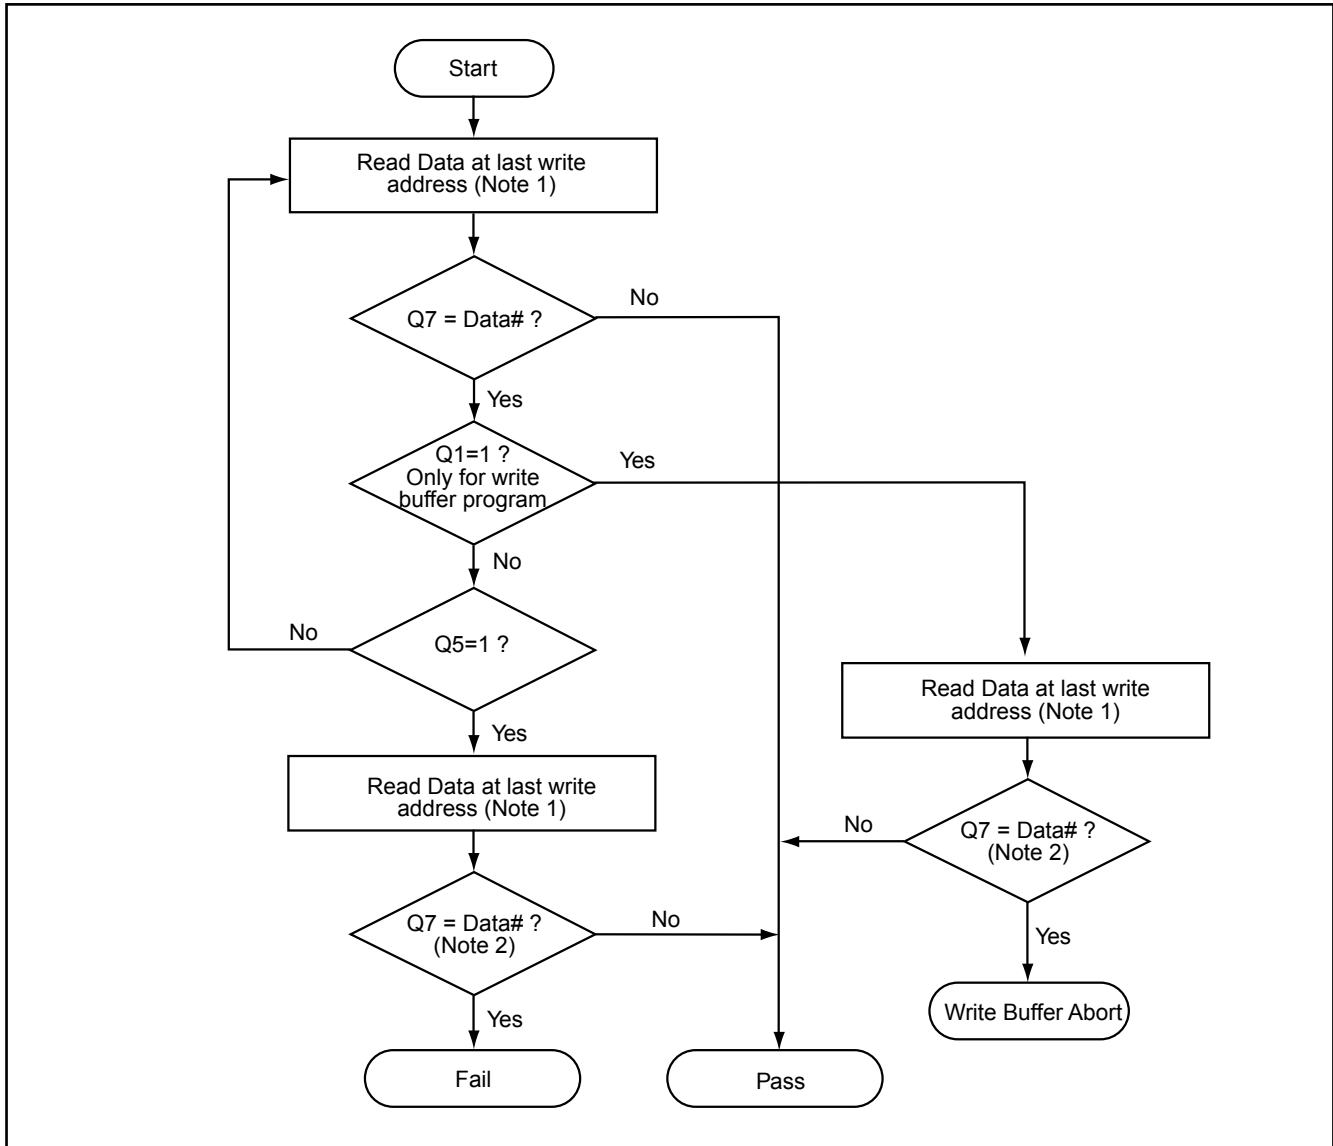 Start
Read Data at last write
address (Note 1)
Q7 = Data# ?
No
Yes
Q1=1 ?
Only for write
buffer program
Yes
No
Q5=1 ?
No
Yes
Read Data at last write
address (Note 1)
Read Data at last write
address (Note 1)
Q7 = Data# ?
(Note 2)
No
Yes
Q7 = Data# ?
(Note 2)
No
Yes
Write Buffer Abort
Fail
Pass